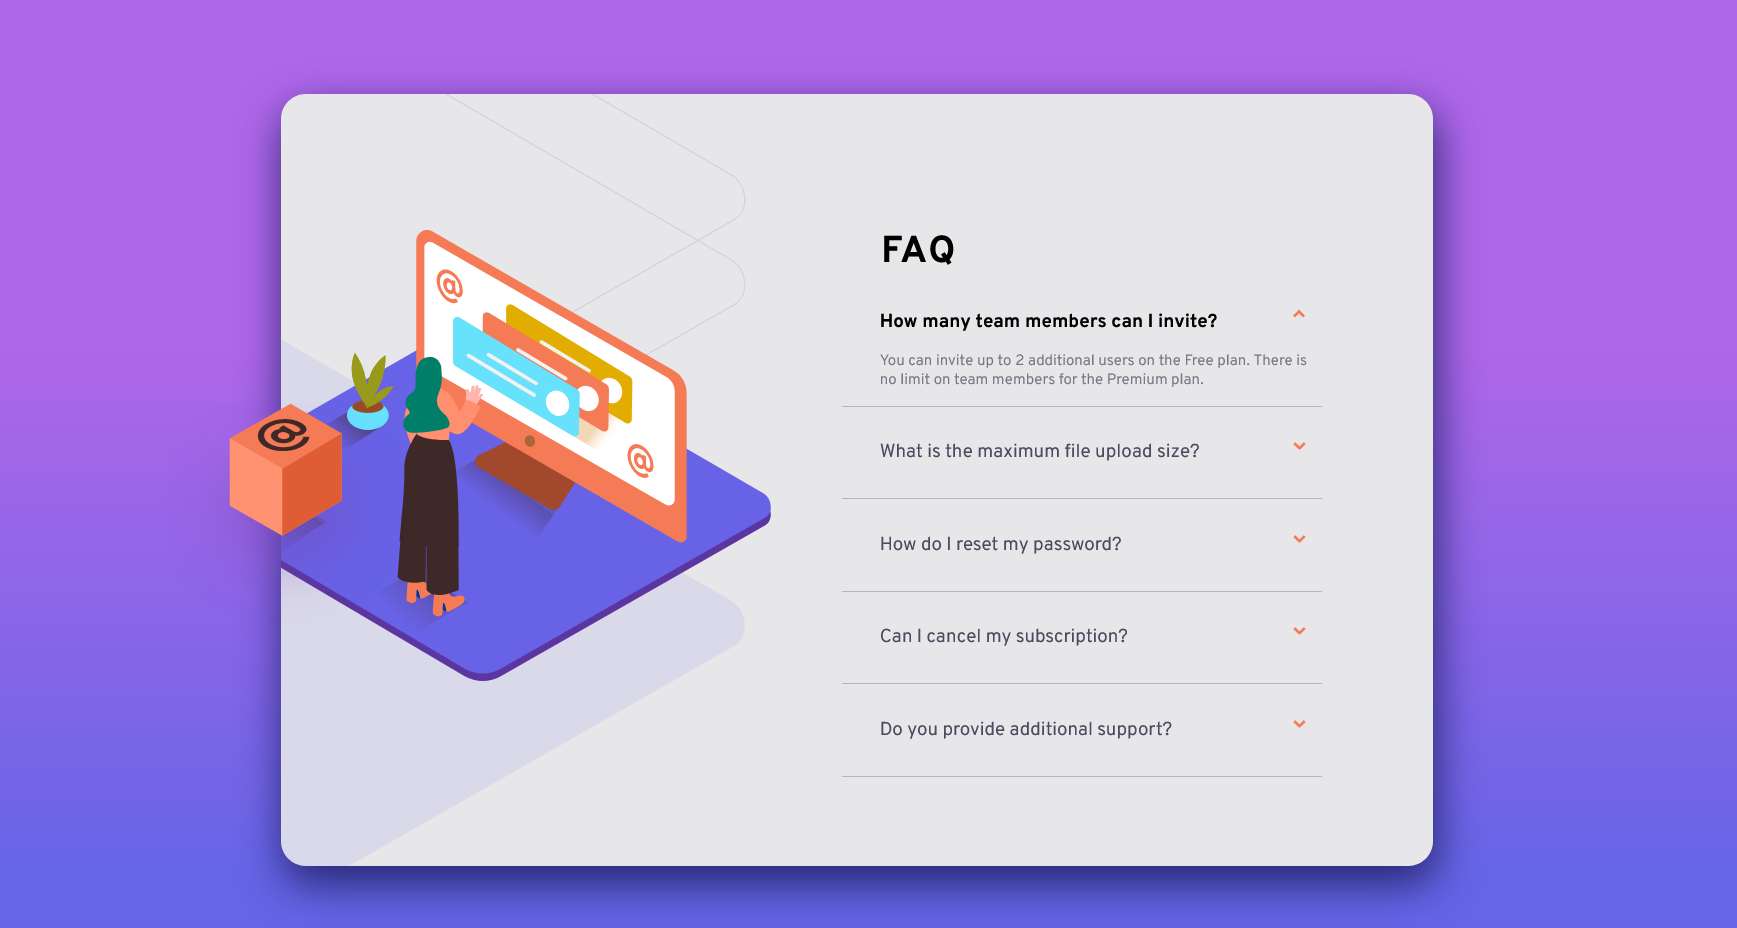 @
@
@
FAQ
How many team members can I invite?
You can invite up to 2 additional users on the Free plan. There is
no limit on team members for the Premium plan.
What is the maximum file upload size?
How do I reset my password?
Can I cancel my subscription?
Do you provide additional support?